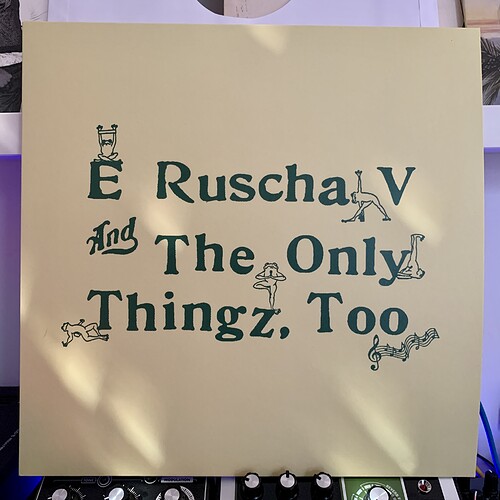 E Ruscha V
And The Only
Thingz, Too